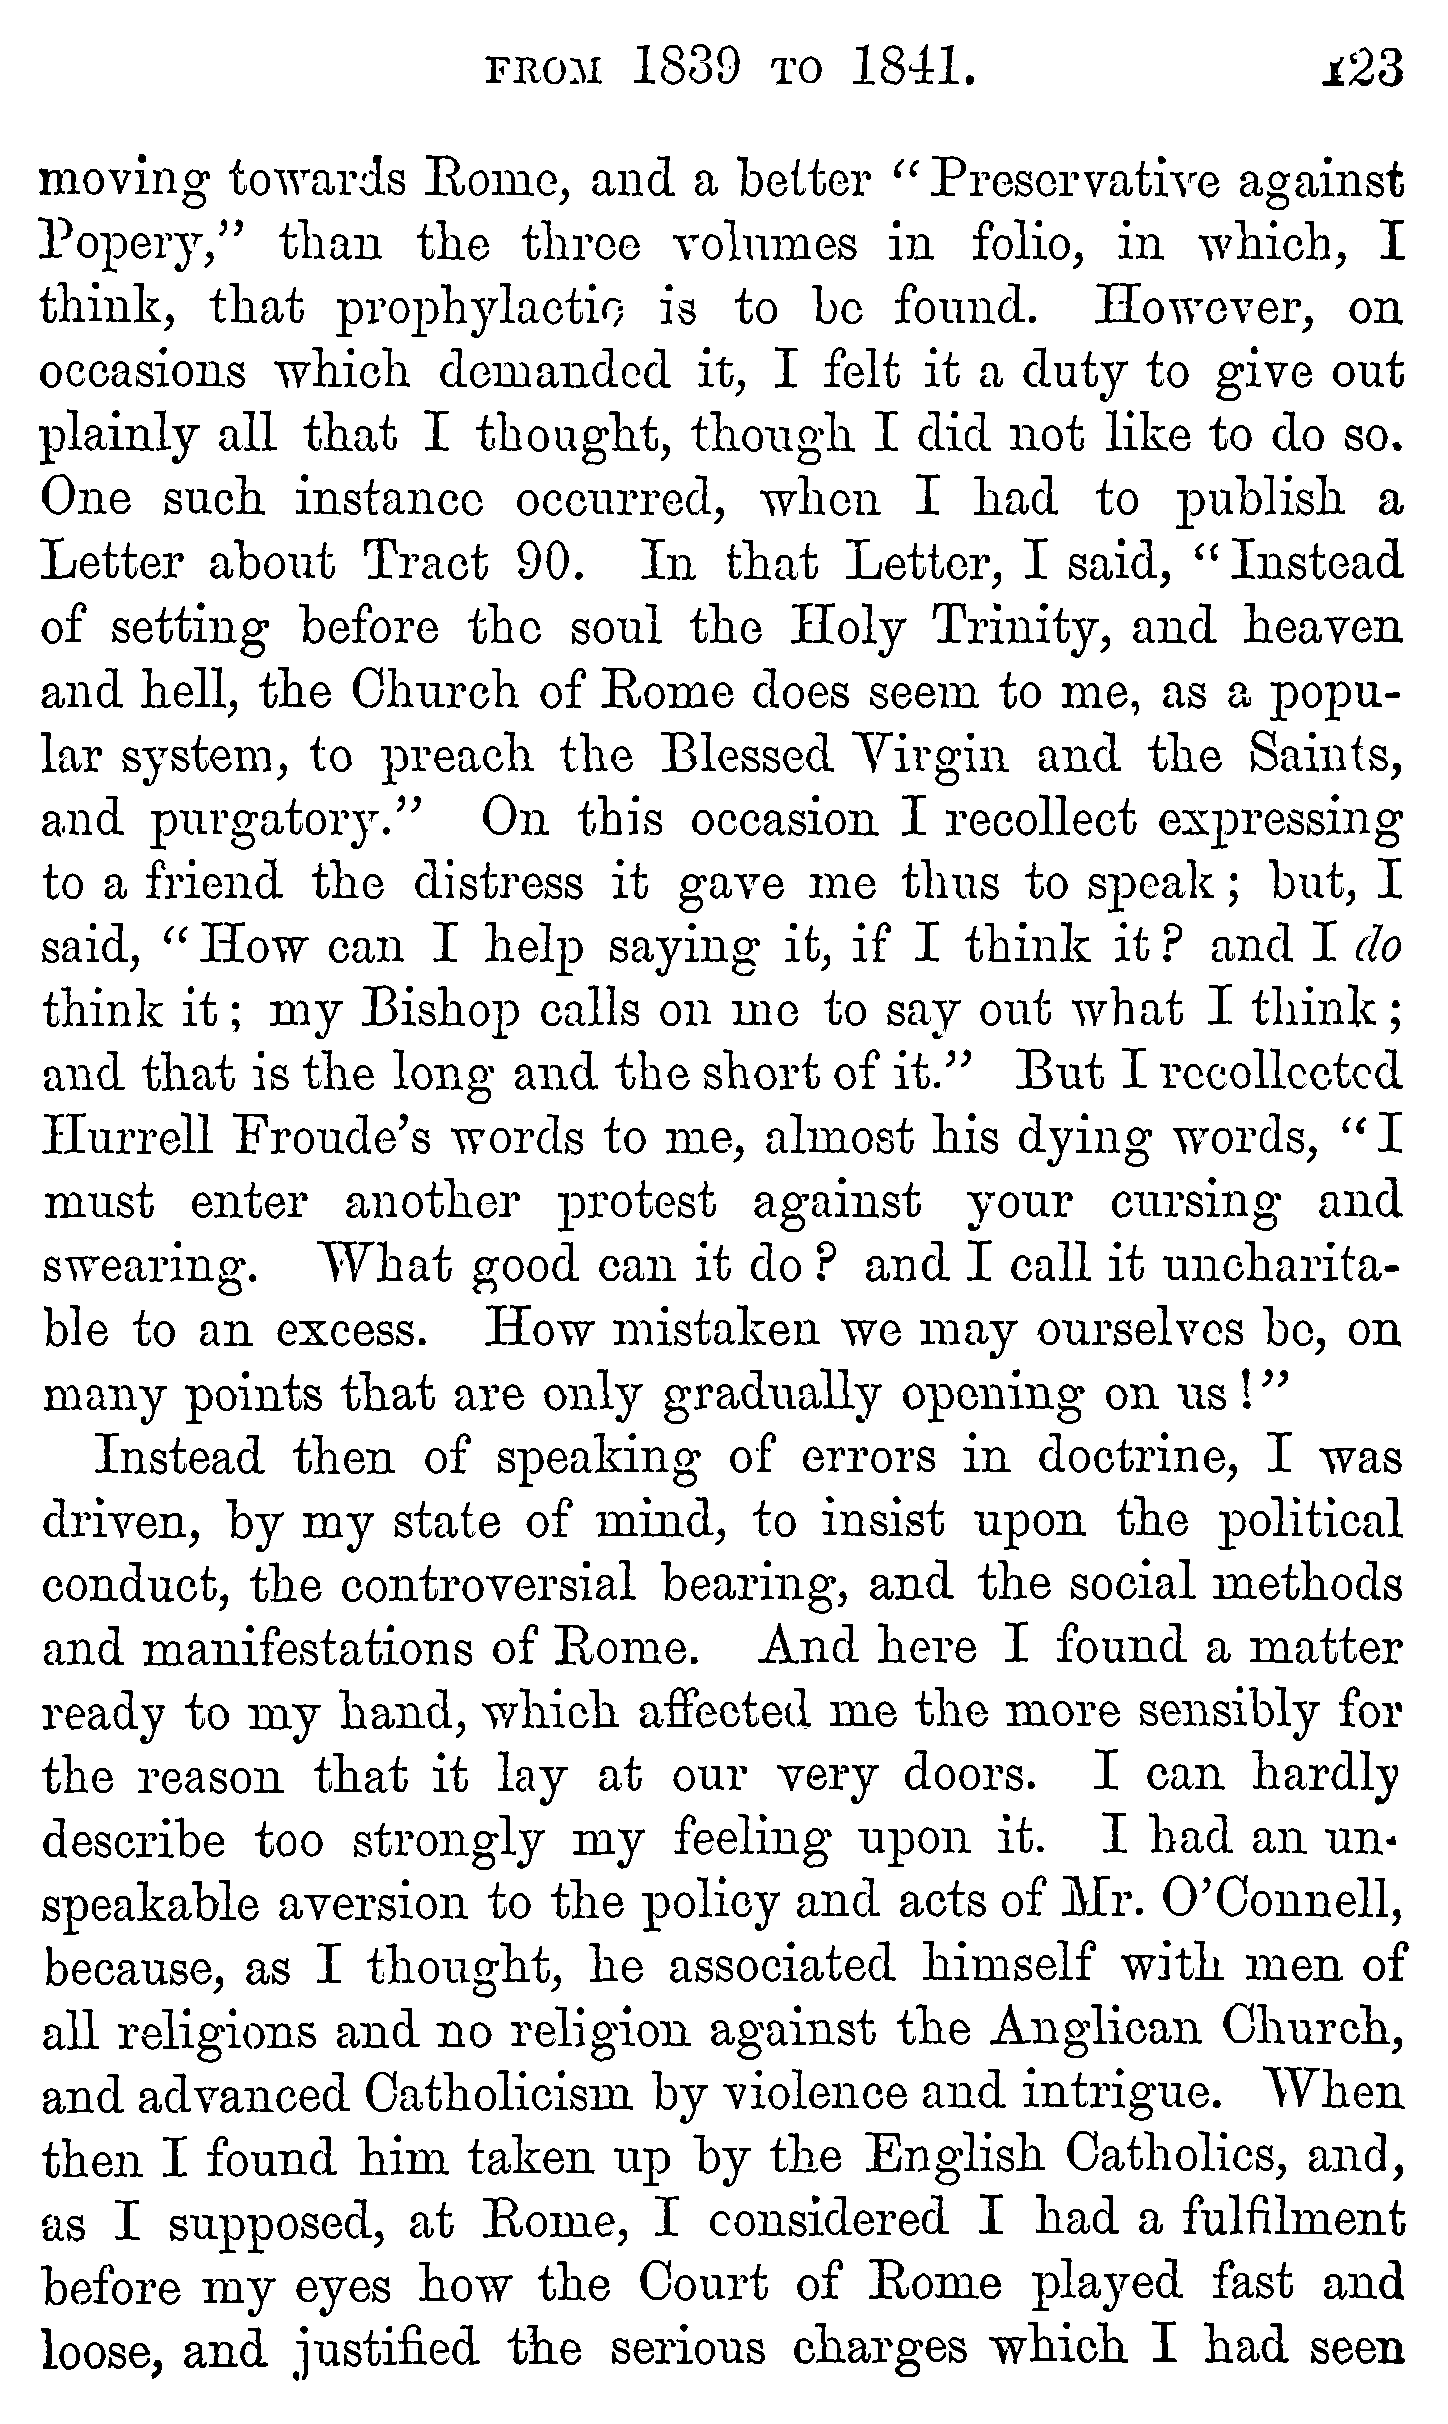 FROM 1839 TO 1841. 123
moving towards Rome, and a better “Preservative against
Popery,” than the three volumes in folio, in which, I
think, that prophylactic is to be found. However, on
occasions which demanded it, I felt it a duty to give out
plainly all that I thought, though I did not like to do so.
One such instance occurred, when I had to publish a
Letter about Tract 90. In that Letter, I said, “Instead
of setting before the soul the Holy Trinity, and heaven
and hell, the Church of Rome does seem to me, as a popu-
lar system, to preach the Blessed Virgin and the Saints,
and purgatory.” On this occasion I recollect expressing
to a friend the distress it gave me thus to speak; but, I
said, “How can I help saying it, if I think it? and I do
think it; my Bishop calls on me to say out what I think;
and that is the long and the short of it.” But I recollected
Hurrell Froude’s words to me, almost his dying words, “I
must enter another protest against your cursing and
swearing. What good can it do? and I call it uncharita-
ble to an excess. How mistaken we may ourselves be, on
many points that are only gradually opening on us!”
Instead then of speaking of errors in doctrine, I was
driven, by my state of mind, to insist upon the political
conduct, the controversial bearing, and the social methods
and manifestations of Rome. And here I found a matter
ready to my hand, which affected me the more sensibly for
the reason that it lay at our very doors. I can hardly
describe too strongly my feeling upon it. I had an un-
speakable aversion to the policy and acts of Mr. O’Connell,
because, as I thought, he associated himself with men of
all religions and no religion against the Anglican Church,
and advanced Catholicism by violence and intrigue. When
then I found him taken up by the English Catholics, and,
as I supposed, at Rome, I considered I had a fulfilment
before my eyes how the Court of Rome played fast and
loose, and justified the serious charges which I had seen